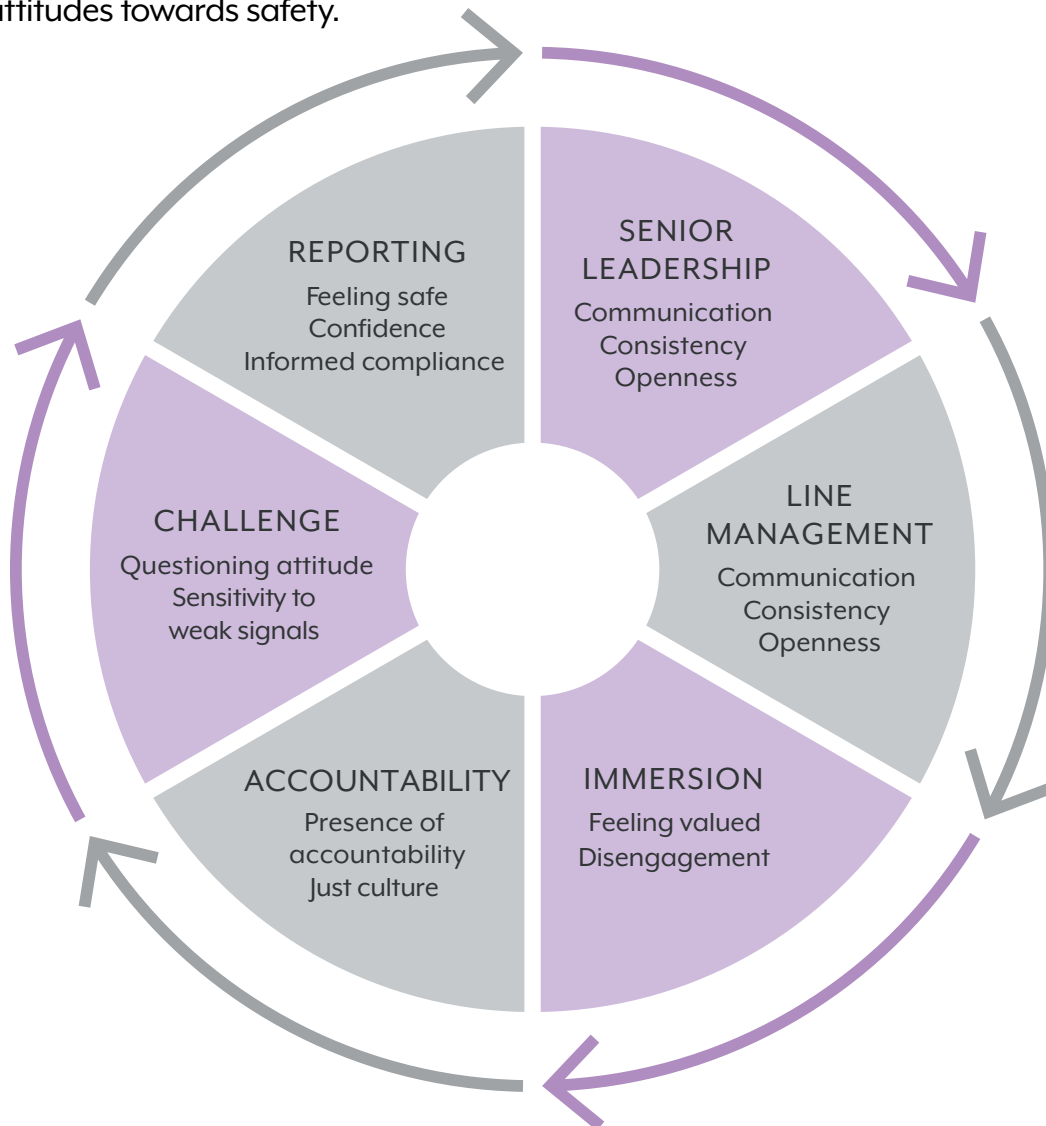 attitudes towards safety.
SENIOR
LEADERSHIP
Communication
Consistency
Openness
LINE
MANAGEMENT
Communication
Consistency
Openness
IMMERSION
Feeling valued
Disengagement
ACCOUNTABILITY
Presence of
accountability
Just culture
CHALLENGE
Questioning attitude
Sensitivity to
weak signals
REPORTING
Feeling safe
Confidence
Informed compliance